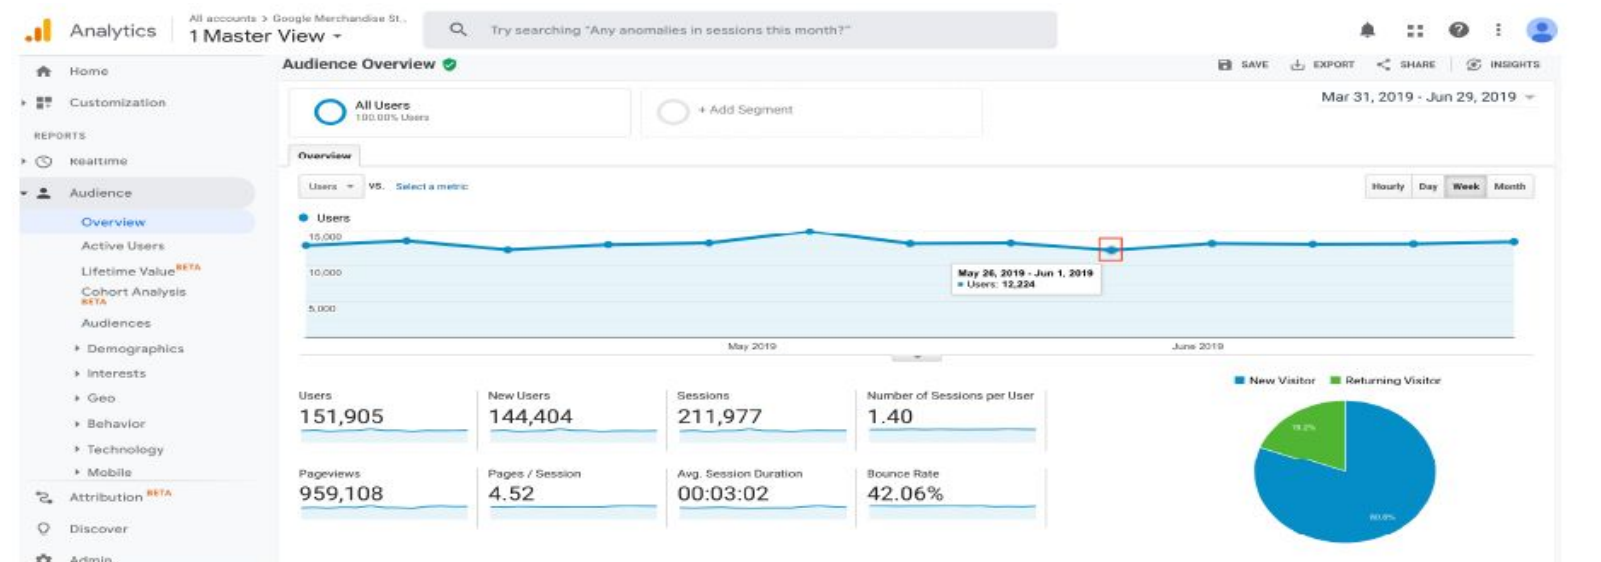 All accounts > Google Merchandise St..
Analytics
1 Master View
Try searching "Any anomalies in sessions this month?"
Home
Customization
REPORTS
Realtime
Audience
Overview
Active Users
Lifetime Value BETA
Cohort Analysis
BETA
Audiences
Demographics
Interests
Geo
Behavior
Technology
Mobile
Attribution BETA
Discover
Admin
Audience Overview
SAVE EXPORT SHARE INSIGHTS
All Users
100.00% Users
+ Add Segment
Mar 31, 2019 - Jun 29, 2019
Overview
Users VS. Select a metric
Hourly Day Week Month
Users
15,000
10,000
5,000
May 26, 2019 - Jun 1, 2019
Users: 12,224
May 2019 June 2019
New Visitor Returning Visitor
Users
151,905
New Users
144,404
Sessions
211,977
Number of Sessions per User
1.40
Pageviews
959,108
Pages / Session
4.52
Avg. Session Duration
00:03:02
Bounce Rate
42.06%